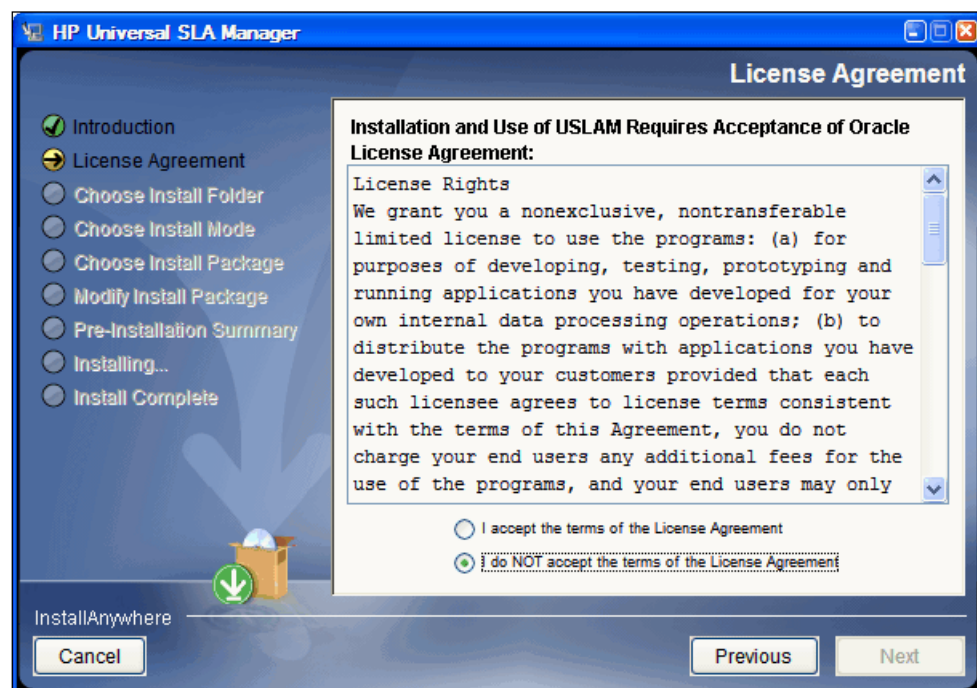 HP Universal SLA Manager
License Agreement
Introduction
License Agreement
Choose Install Folder
Choose Install Mode
Choose Install Package
Modify Install Package
Pre-Installation Summary
Installing...
Install Complete
Installation and Use of USLAM Requires Acceptance of Oracle
License Agreement:
License Rights
We grant you a nonexclusive, nontransferable
limited license to use the programs: (a) for
purposes of developing, testing, prototyping and
running applications you have developed for your
own internal data processing operations; (b) to
distribute the programs with applications you have
developed to your customers provided that each
such licensee agrees to license terms consistent
with the terms of this Agreement, you do not
charge your end users any additional fees for the
use of the programs, and your end users may only
I accept the terms of the License Agreement
I do NOT accept the terms of the License Agreement
InstallAnywhere
Cancel
Previous
Next